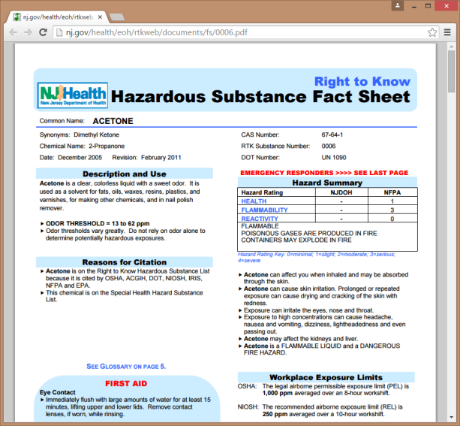 nj.gov/health/eoh/rtkweb
nj.gov/health/eoh/rtkweb/documents/fs/0006.pdf
NJHealth
New Jersey Department of Health
Right to Know
Hazardous Substance Fact Sheet
Common Name: ACETONE
Synonyms: Dimethyl Ketone
Chemical Name: 2-Propanone
Date: December 2005 Revision: February 2011
CAS Number: 67-64-1
RTK Substance Number: 0006
DOT Number: UN 1090
Description and Use
Acetone is a clear, colorless liquid with a sweet odor. It is
used as a solvent for fats, oils, waxes, resins, plastics, and
varnishes, for making other chemicals, and in nail polish
remover.
► ODOR THRESHOLD = 13 to 62 ppm
► Odor thresholds vary greatly. Do not rely on odor alone to
determine potentially hazardous exposures.
Reasons for Citation
► Acetone is on the Right to Know Hazardous Substance List
because it is cited by OSHA, ACGIH, DOT, NIOSH, IRIS,
NFPA and EPA.
► This chemical is on the Special Health Hazard Substance
List.
SEE GLOSSARY ON PAGE 5.
FIRST AID
Eye Contact
► Immediately flush with large amounts of water for at least 15
minutes, lifting upper and lower lids. Remove contact
lenses, if worn, while rinsing.
EMERGENCY RESPONDERS >>>> SEE LAST PAGE
Hazard Summary
Hazard Rating NJDOH NFPA
HEALTH - 1
FLAMMABILITY - 3
REACTIVITY - 0
FLAMMABLE
POISONOUS GASES ARE PRODUCED IN FIRE
CONTAINERS MAY EXPLODE IN FIRE
Hazard Rating Key: 0=minimal; 1=slight; 2=moderate; 3=serious;
4=severe
► Acetone can affect you when inhaled and may be absorbed
through the skin.
► Acetone can cause skin irritation. Prolonged or repeated
exposure can cause drying and cracking of the skin with
redness.
► Exposure can irritate the eyes, nose and throat.
► Exposure to high concentrations can cause headache,
nausea and vomiting, dizziness, lightheadedness and even
passing out.
► Acetone may affect the kidneys and liver.
► Acetone is a FLAMMABLE LIQUID and a DANGEROUS
FIRE HAZARD.
Workplace Exposure Limits
OSHA: The legal airborne permissible exposure limit (PEL) is
1,000 ppm averaged over an 8-hour workshift.
NIOSH: The recommended airborne exposure limit (REL) is
250 ppm averaged over a 10-hour workshift.